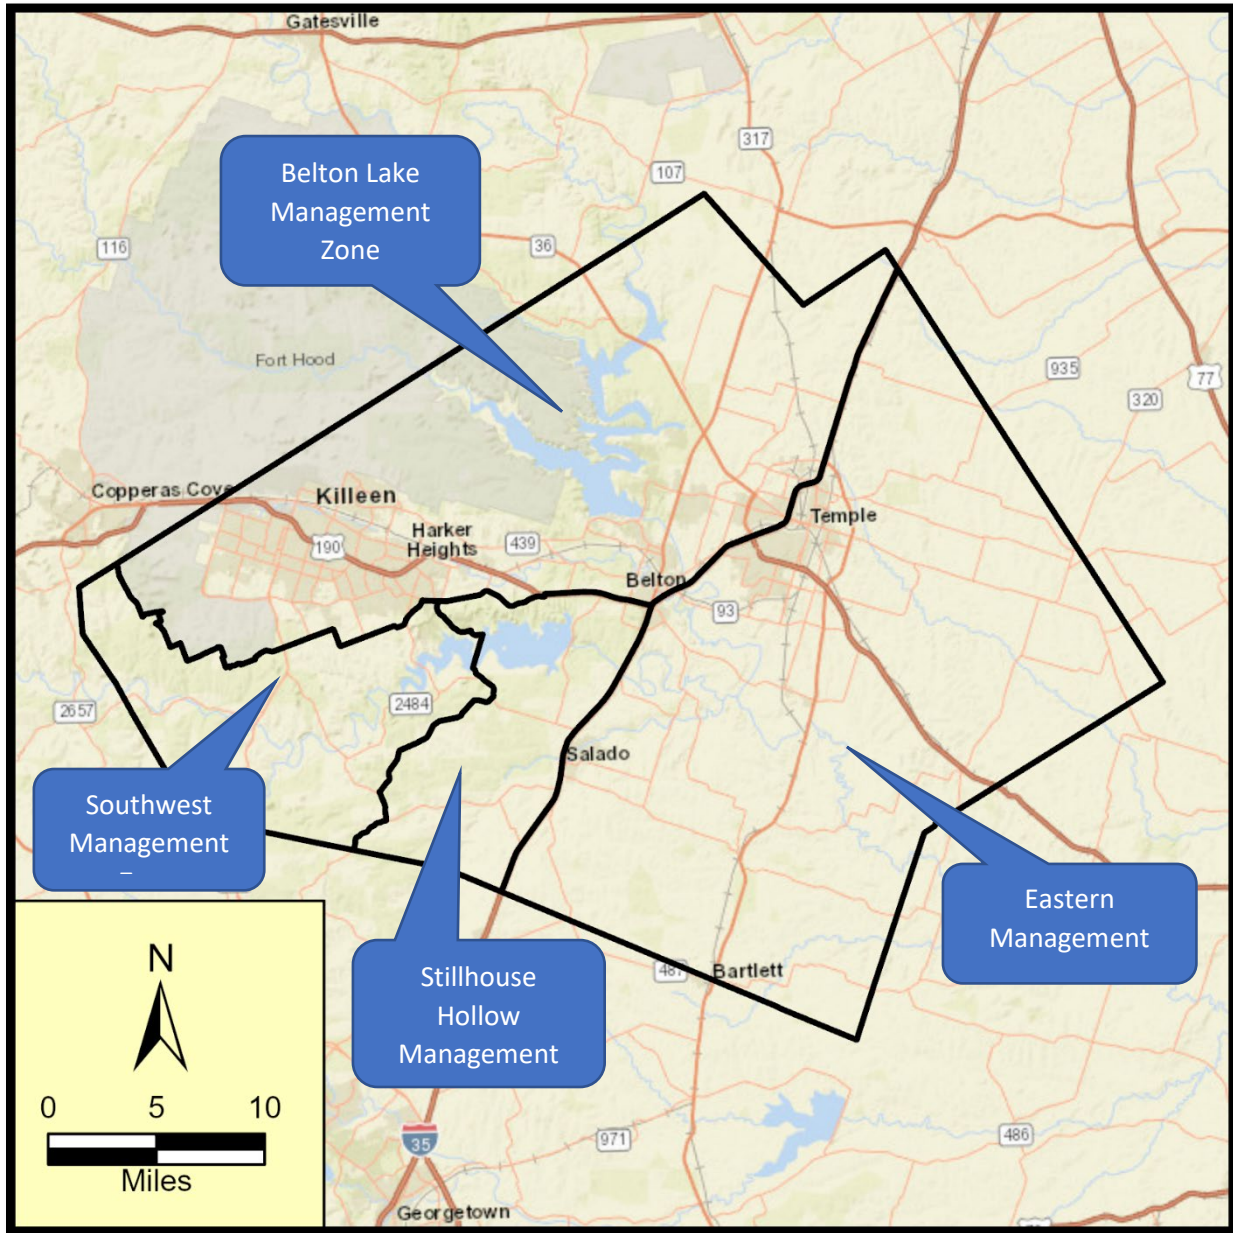 Gatesville
317
107
Belton Lake
Management
Zone
116
36
Fort Hood
935
77
320
Copperas Cove
Killeen
Harker
Heights
190
439
Temple
Belton
93
2657
2484
Salado
Southwest
Management
Eastern
Management
Stillhouse
Hollow
Management
487
Bartlett
N
0 5 10
Miles
35
971
486
Georgetown